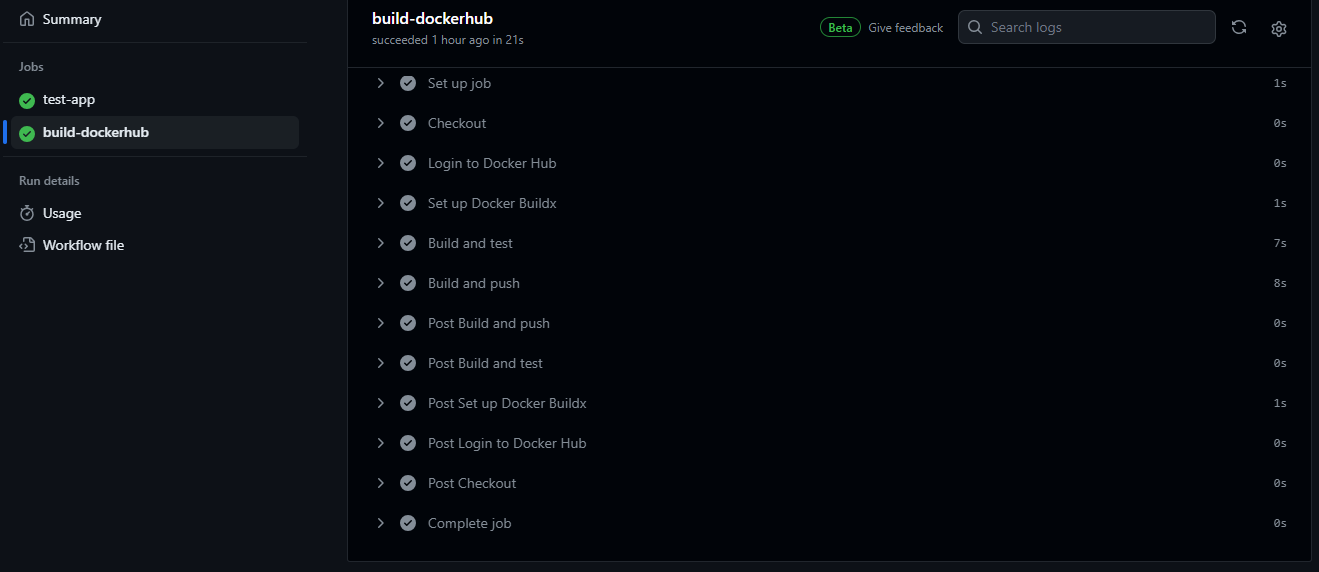 Summary
Jobs
test-app
build-dockerhub
Run details
Usage
Workflow file
build-dockerhub
succeeded 1 hour ago in 21s
Beta Give feedback
Search logs
Set up job 1s
Checkout 0s
Login to Docker Hub 0s
Set up Docker Buildx 1s
Build and test 7s
Build and push 8s
Post Build and push 0s
Post Build and test 0s
Post Set up Docker Buildx 1s
Post Login to Docker Hub 0s
Post Checkout 0s
Complete job 0s